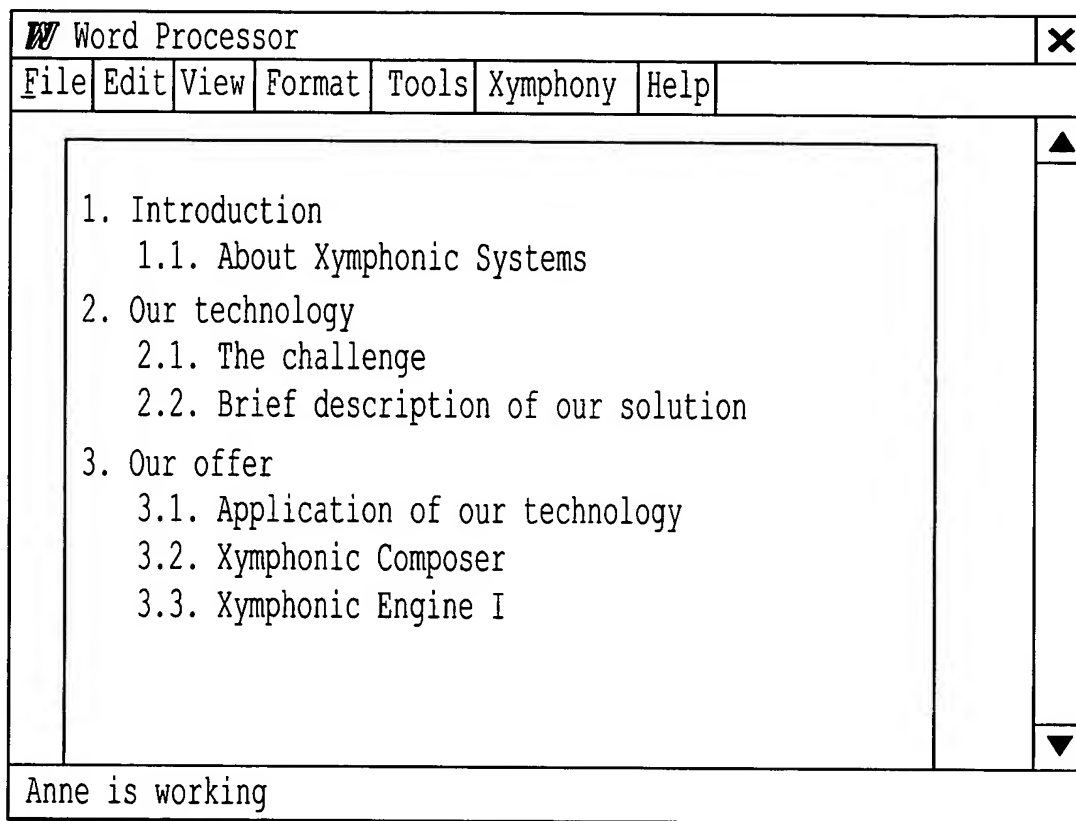 W Word Processor
File Edit View Format Tools Xymphony Help
1. Introduction
1.1. About Xymphonic Systems
2. Our technology
2.1. The challenge
2.2. Brief description of our solution
3. Our offer
3.1. Application of our technology
3.2. Xymphonic Composer
3.3. Xymphonic Engine I
Anne is working